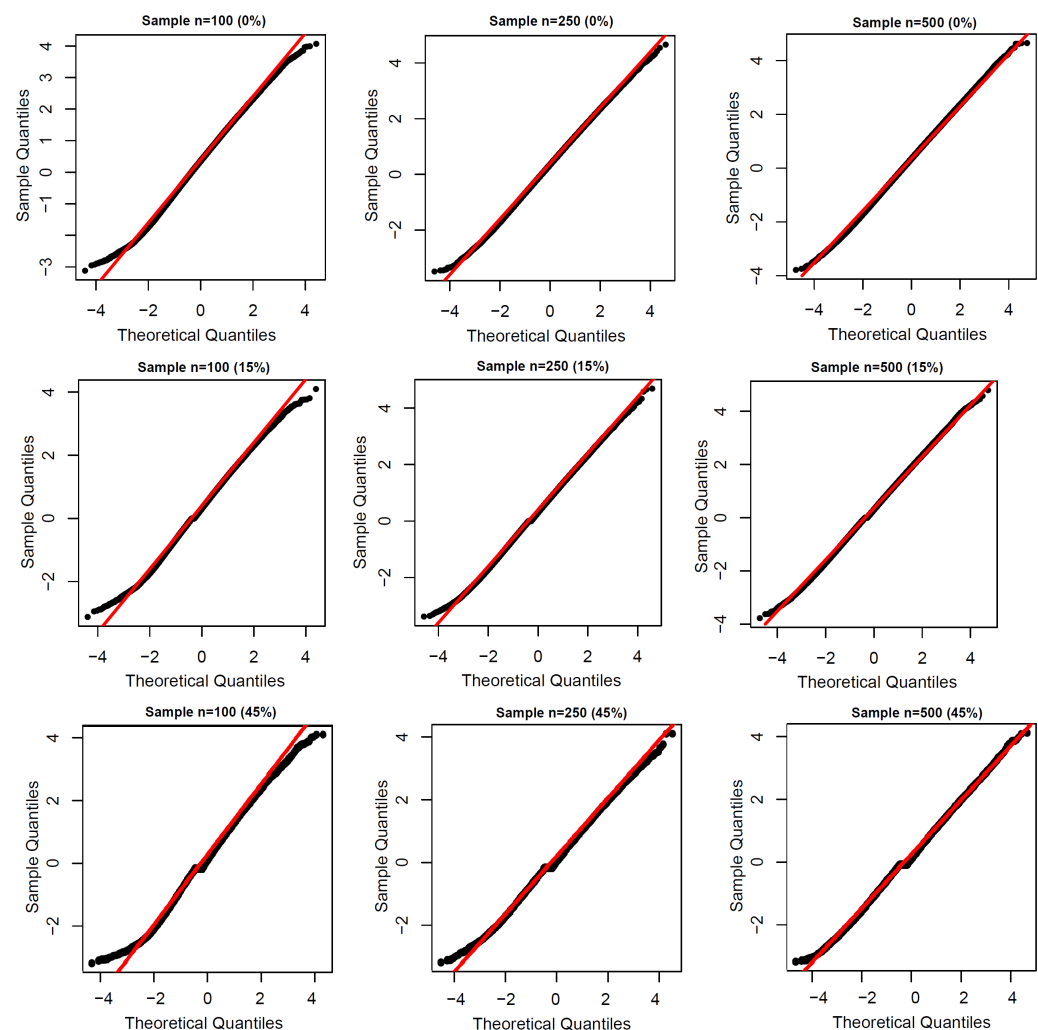 Sample n=100 (0%)
Sample Quantiles
4
3
2
1
0
−1
−3
−4 −2 0 2 4
Theoretical Quantiles
Sample n=250 (0%)
Sample Quantiles
4
2
0
−2
−4 −2 0 2 4
Theoretical Quantiles
Sample n=500 (0%)
Sample Quantiles
4
2
0
−2
−4
−4 −2 0 2 4
Theoretical Quantiles
Sample n=100 (15%)
Sample Quantiles
4
2
0
−2
−4 −2 0 2 4
Theoretical Quantiles
Sample n=250 (15%)
Sample Quantiles
4
2
0
−2
−4 −2 0 2 4
Theoretical Quantiles
Sample n=500 (15%)
Sample Quantiles
4
2
0
−2
−4
−4 −2 0 2 4
Theoretical Quantiles
Sample n=100 (45%)
Sample Quantiles
4
2
0
−2
−4 −2 0 2 4
Theoretical Quantiles
Sample n=250 (45%)
Sample Quantiles
4
2
0
−2
−4 −2 0 2 4
Theoretical Quantiles
Sample n=500 (45%)
Sample Quantiles
4
2
0
−2
−4 −2 0 2 4
Theoretical Quantiles